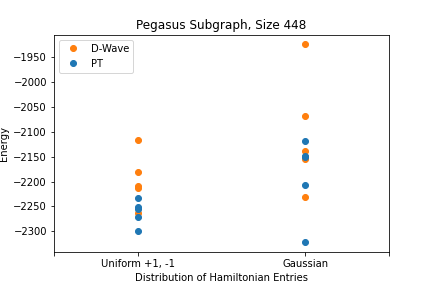 Pegasus Subgraph, Size 448
D-Wave
PT
Energy
−1950
−2000
−2050
−2100
−2150
−2200
−2250
−2300
Uniform +1, -1
Gaussian
Distribution of Hamiltonian Entries